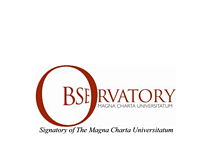 OBSERVATORY
MAGNA CHARTA UNIVERSITATUM
Signatory of The Magna Charta Universitatum